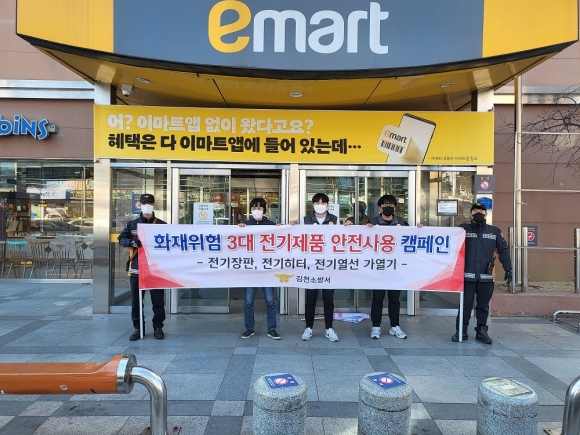 emart
어? 이마트앱 없이 왔다고요?
혜택은 다 이마트앱에 들어 있는데…
emart
bins
화재위험 3대 전기제품 안전사용 캠페인
- 전기장판, 전기히터, 전기열선 가열기 -
김천소방서